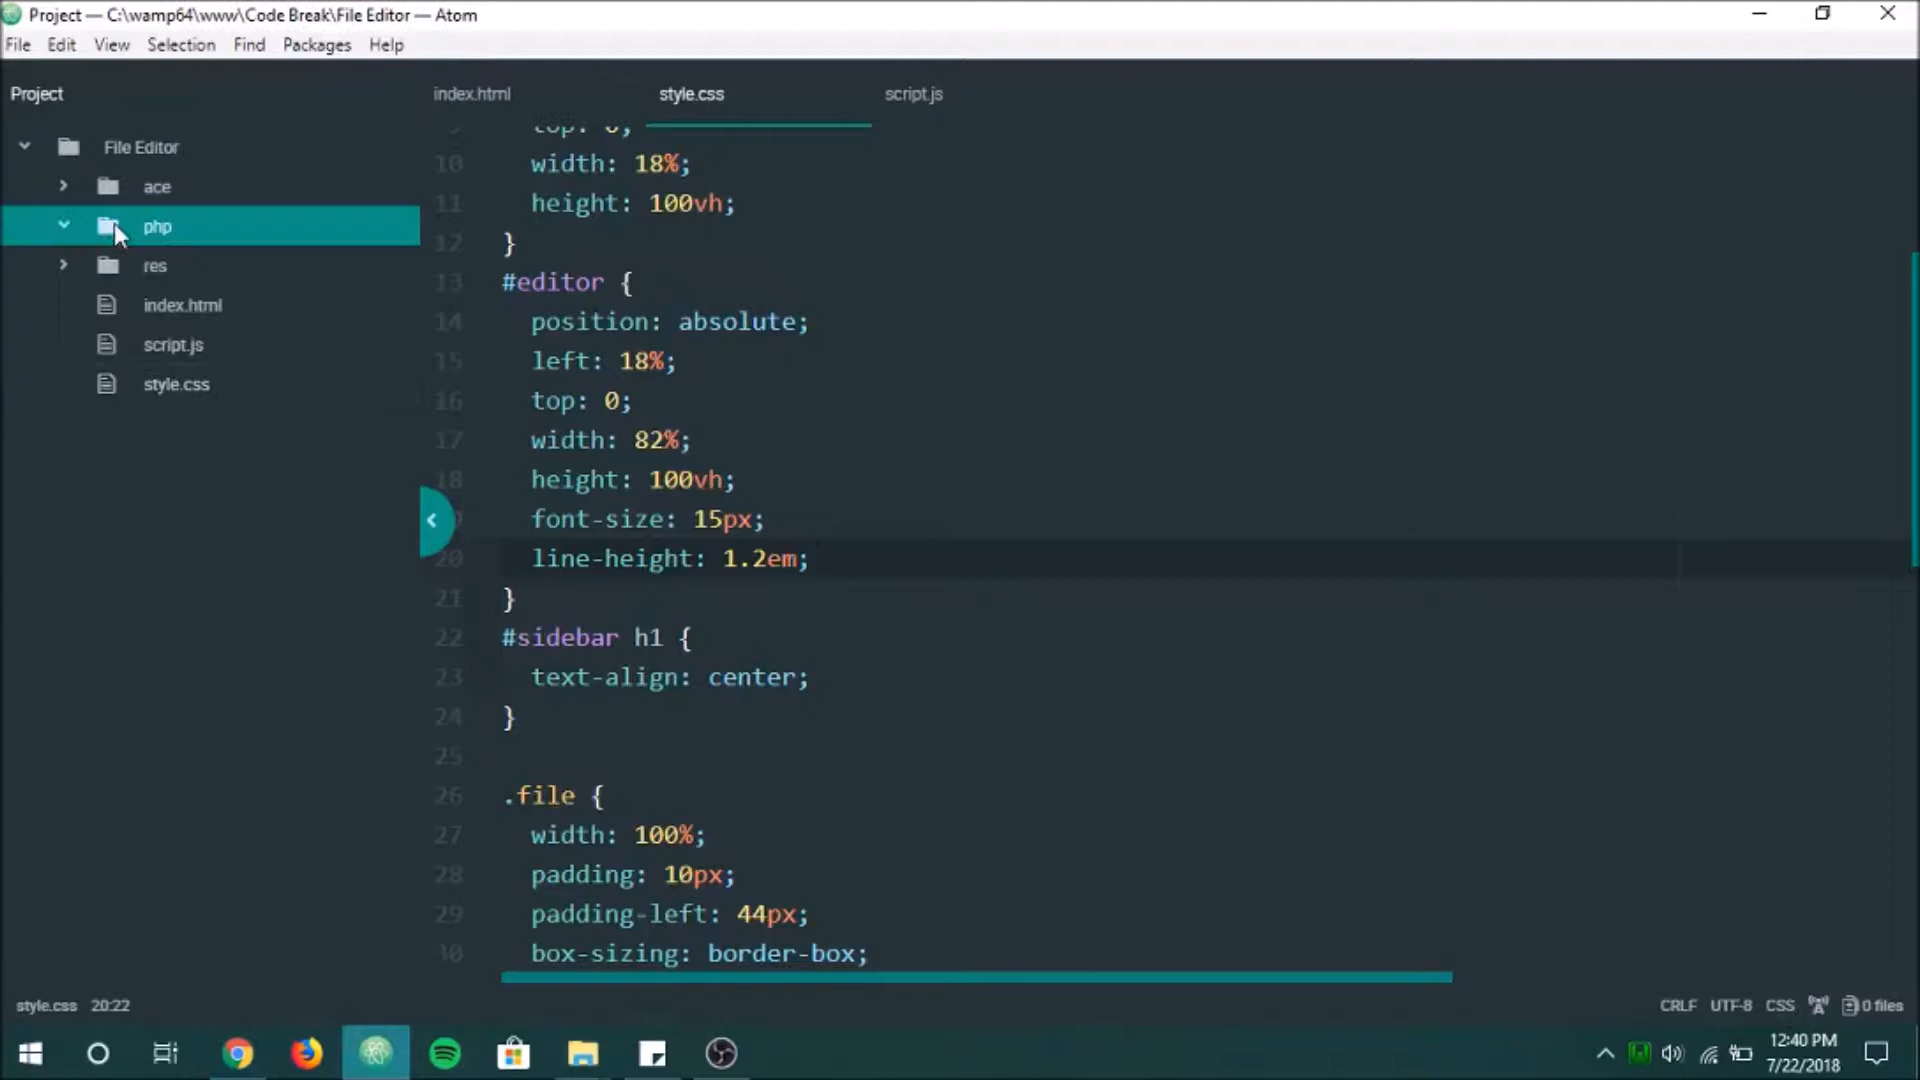 Project — C:\wamp64\www\Code Break\File Editor — Atom
File Edit View Selection Find Packages Help
Project
File Editor
ace
php
res
index.html
script.js
style.css
index.html style.css script.js
top: 0;
10 width: 18%;
11 height: 100vh;
12 }
13 #editor {
14 position: absolute;
15 left: 18%;
16 top: 0;
17 width: 82%;
18 height: 100vh;
font-size: 15px;
20 line-height: 1.2em;
21 }
22 #sidebar h1 {
23 text-align: center;
24 }
25
26 .file {
27 width: 100%;
28 padding: 10px;
29 padding-left: 44px;
30 box-sizing: border-box;
style.css 20:22
CRLF UTF-8 CSS 0 files
12:40 PM
7/22/2018